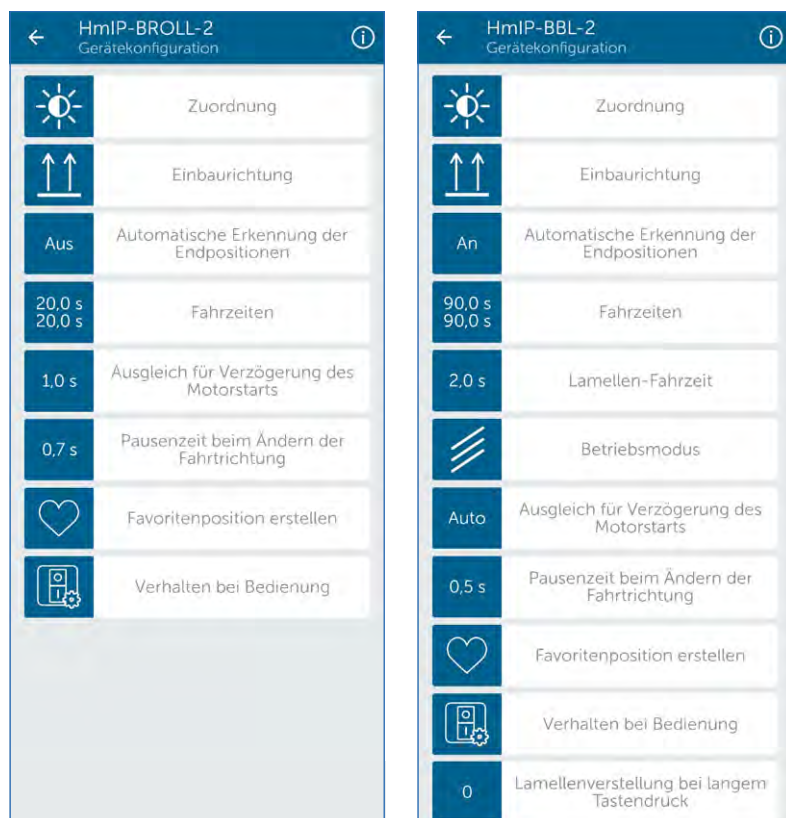 HmIP-BROLL-2
Gerätekonfiguration
Zuordnung
Einbaurichtung
Aus
Automatische Erkennung der
Endpositionen
20,0 s
20,0 s
Fahrzeiten
1,0 s
Ausgleich für Verzögerung des
Motorstarts
0,7 s
Pausenzeit beim Ändern der
Fahrtrichtung
Favoritenposition erstellen
Verhalten bei Bedienung
HmIP-BBL-2
Gerätekonfiguration
Zuordnung
Einbaurichtung
An
Automatische Erkennung der
Endpositionen
90,0 s
90,0 s
Fahrzeiten
2,0 s
Lamellen-Fahrzeit
Betriebsmodus
Auto
Ausgleich für Verzögerung des
Motorstarts
0,5 s
Pausenzeit beim Ändern der
Fahrtrichtung
Favoritenposition erstellen
Verhalten bei Bedienung
0
Lamellenverstellung bei langem
Tastendruck